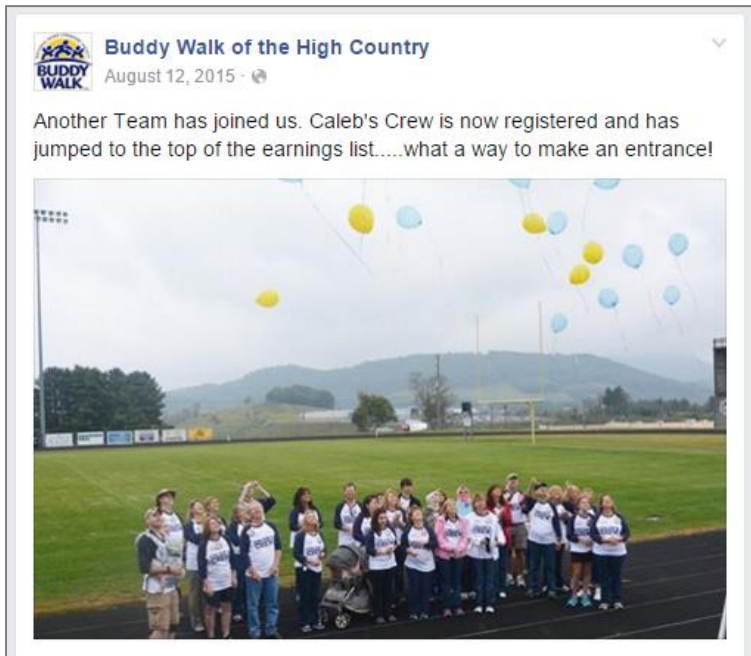 BUDDY
WALK
Buddy Walk of the High Country
August 12, 2015 ·
Another Team has joined us. Caleb's Crew is now registered and has
jumped to the top of the earnings list.....what a way to make an entrance!